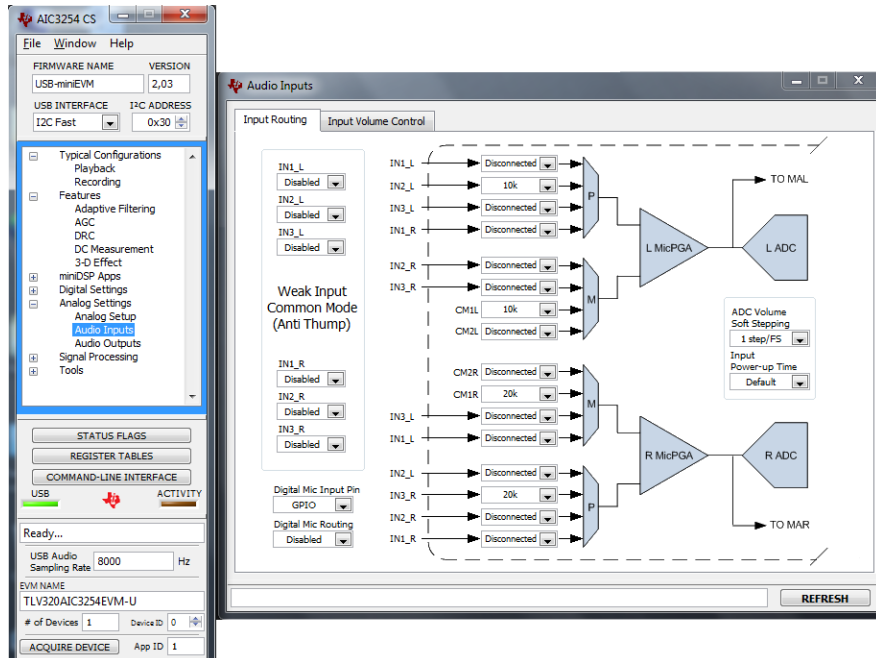 AIC3254 CS
File Window Help
FIRMWARE NAME VERSION
USB-miniEVM 2,03
USB INTERFACE I²C ADDRESS
I2C Fast 0x30
Typical Configurations
Playback
Recording
Features
Adaptive Filtering
AGC
DRC
DC Measurement
3-D Effect
miniDSP Apps
Digital Settings
Analog Settings
Analog Setup
Audio Inputs
Audio Outputs
Signal Processing
Tools
STATUS FLAGS
REGISTER TABLES
COMMAND-LINE INTERFACE
USB ACTIVITY
Ready...
USB Audio
Sampling Rate 8000 Hz
EVM NAME
TLV320AIC3254EVM-U
# of Devices 1 Device ID 0
ACQUIRE DEVICE App ID 1
Audio Inputs
Input Routing Input Volume Control
IN1_L
Disabled
IN2_L
Disabled
IN3_L
Disabled
Weak Input
Common Mode
(Anti Thump)
IN1_R
Disabled
IN2_R
Disabled
IN3_R
Disabled
Digital Mic Input Pin
GPIO
Digital Mic Routing
Disabled
IN1_L Disconnected
IN2_L 10k
IN3_L Disconnected
IN1_R Disconnected
P
IN2_R Disconnected
IN3_R Disconnected
CM1L 10k
CM2L Disconnected
M
L MicPGA
TO MAL
L ADC
ADC Volume
Soft Stepping
1 step/FS
Input
Power-up Time
Default
CM2R Disconnected
CM1R 20k
IN3_L Disconnected
IN1_L Disconnected
M
IN2_L Disconnected
IN3_R 20k
IN2_R Disconnected
IN1_R Disconnected
P
R MicPGA
R ADC
TO MAR
REFRESH